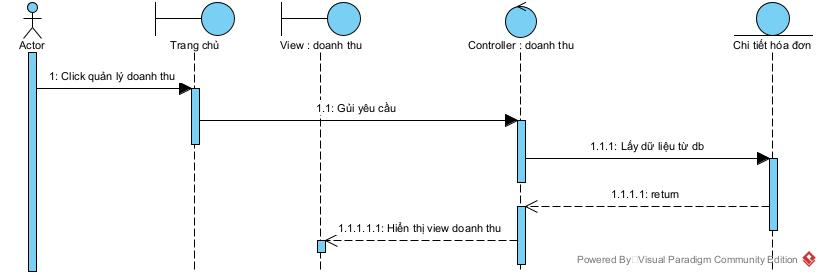 Actor
Trang chủ
View : doanh thu
Controller : doanh thu
Chi tiết hóa đơn
1: Click quản lý doanh thu
1.1: Gủi yêu cầu
1.1.1: Lấy dữ liệu từ db
1.1.1.1: return
1.1.1.1.1: Hiển thị view doanh thu
Powered By Visual Paradigm Community Edition